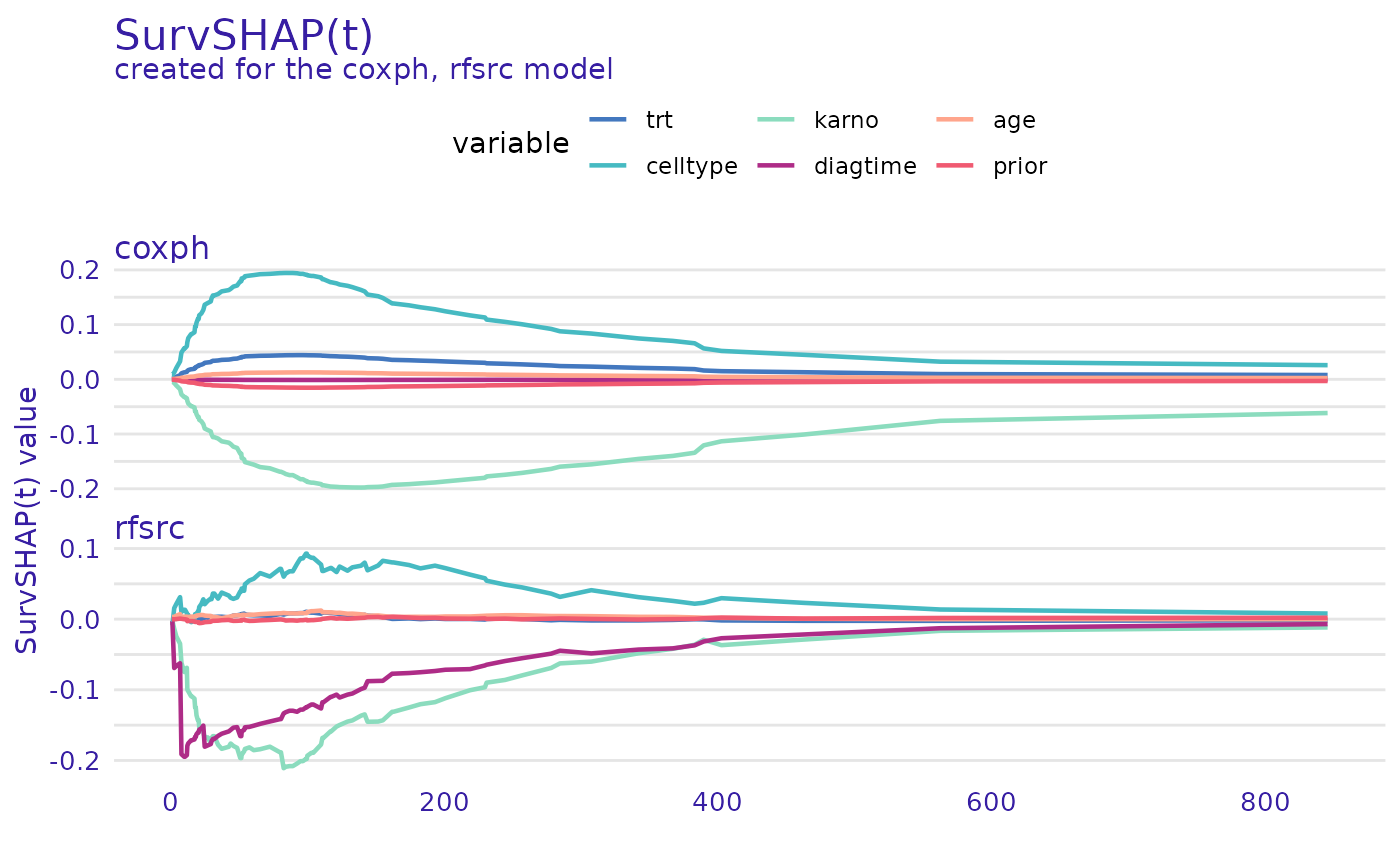 SurvSHAP(t)
created for the coxph, rfsrc model
variable
trt karno age
celltype diagtime prior
coxph
0.2
0.1
0.0
-0.1
-0.2
SurvSHAP(t) value
rfsrc
0.1
0.0
-0.1
-0.2
0 200 400 600 800